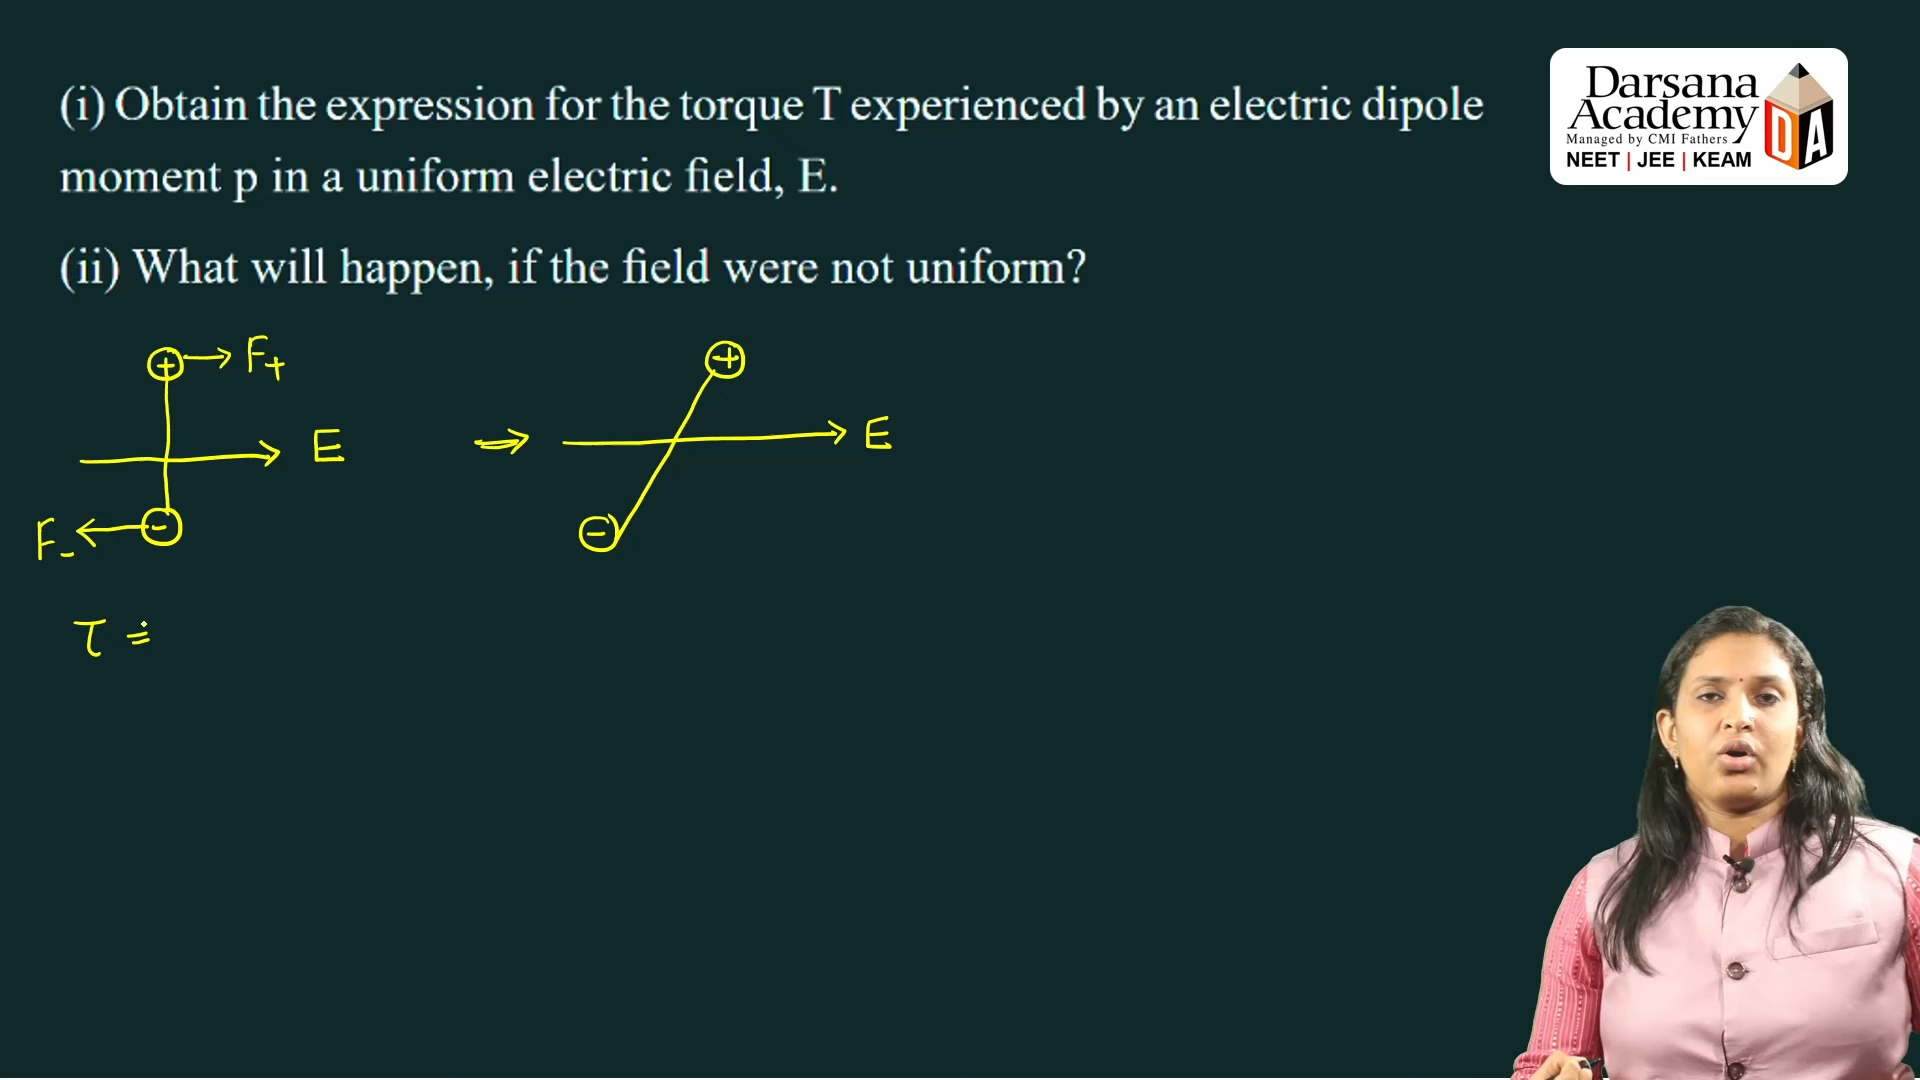 (i) Obtain the expression for the torque T experienced by an electric dipole
moment p in a uniform electric field, E.
(ii) What will happen, if the field were not uniform?
Darsana
Academy
Managed by CMI Fathers
NEET | JEE | KEAM
DA
+ F+
E
F- -
+
E
-
τ =